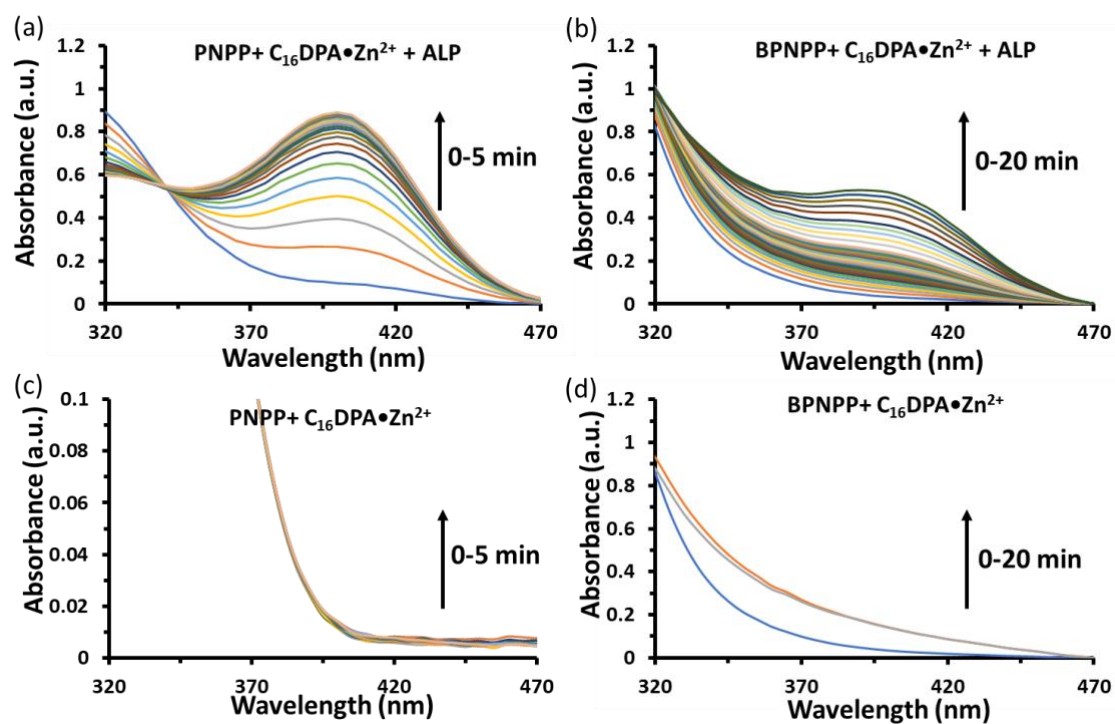 (a)
PNPP+ C₁₆DPA•Zn²⁺ + ALP
Absorbance (a.u.)
1.2
1
0.8
0.6
0.4
0.2
0
0-5 min
320
370
420
470
Wavelength (nm)
(b)
BPNPP+ C₁₆DPA•Zn²⁺ + ALP
Absorbance (a.u.)
1.2
1
0.8
0.6
0.4
0.2
0
0-20 min
320
370
420
470
Wavelength (nm)
(c)
PNPP+ C₁₆DPA•Zn²⁺
Absorbance (a.u.)
0.1
0.08
0.06
0.04
0.02
0
0-5 min
320
370
420
470
Wavelength (nm)
(d)
BPNPP+ C₁₆DPA•Zn²⁺
Absorbance (a.u.)
1.2
1
0.8
0.6
0.4
0.2
0
0-20 min
320
370
420
470
Wavelength (nm)